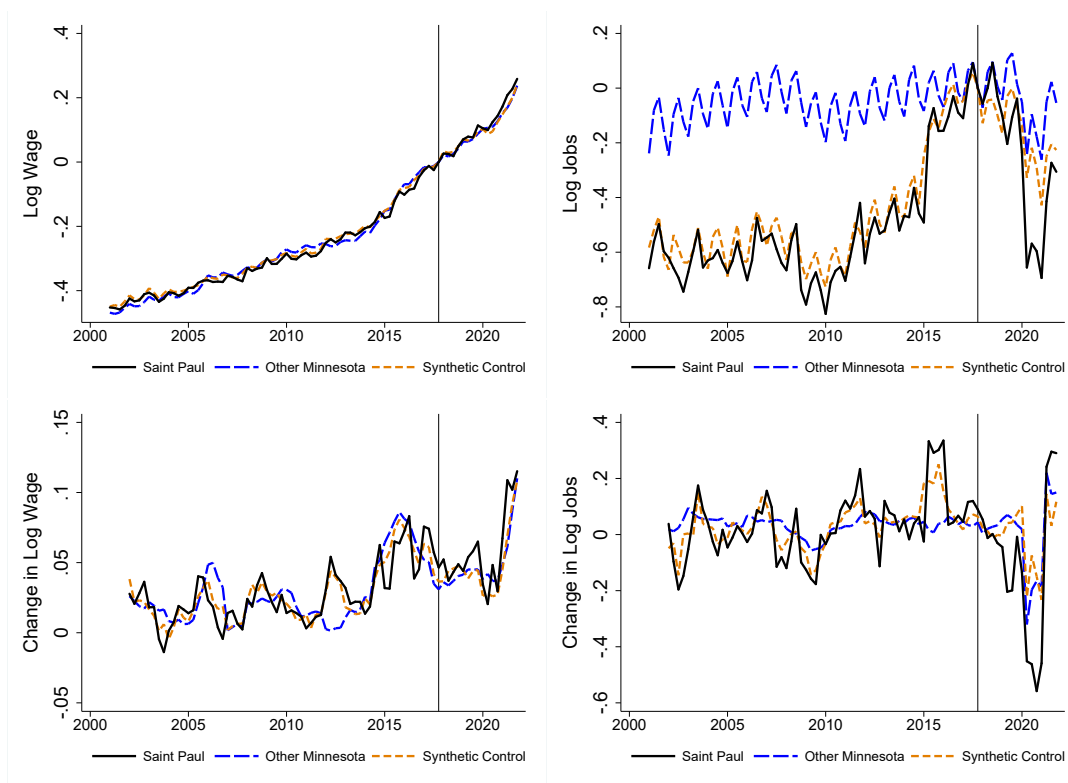 Log Wage
.4
.2
0
-.2
-.4
2000 2005 2010 2015 2020
Saint Paul Other Minnesota Synthetic Control
Log Jobs
.2
0
-.2
-.4
-.6
-.8
2000 2005 2010 2015 2020
Saint Paul Other Minnesota Synthetic Control
Change in Log Wage
.15
.1
.05
0
-.05
2000 2005 2010 2015 2020
Saint Paul Other Minnesota Synthetic Control
Change in Log Jobs
.4
.2
0
-.2
-.4
-.6
2000 2005 2010 2015 2020
Saint Paul Other Minnesota Synthetic Control